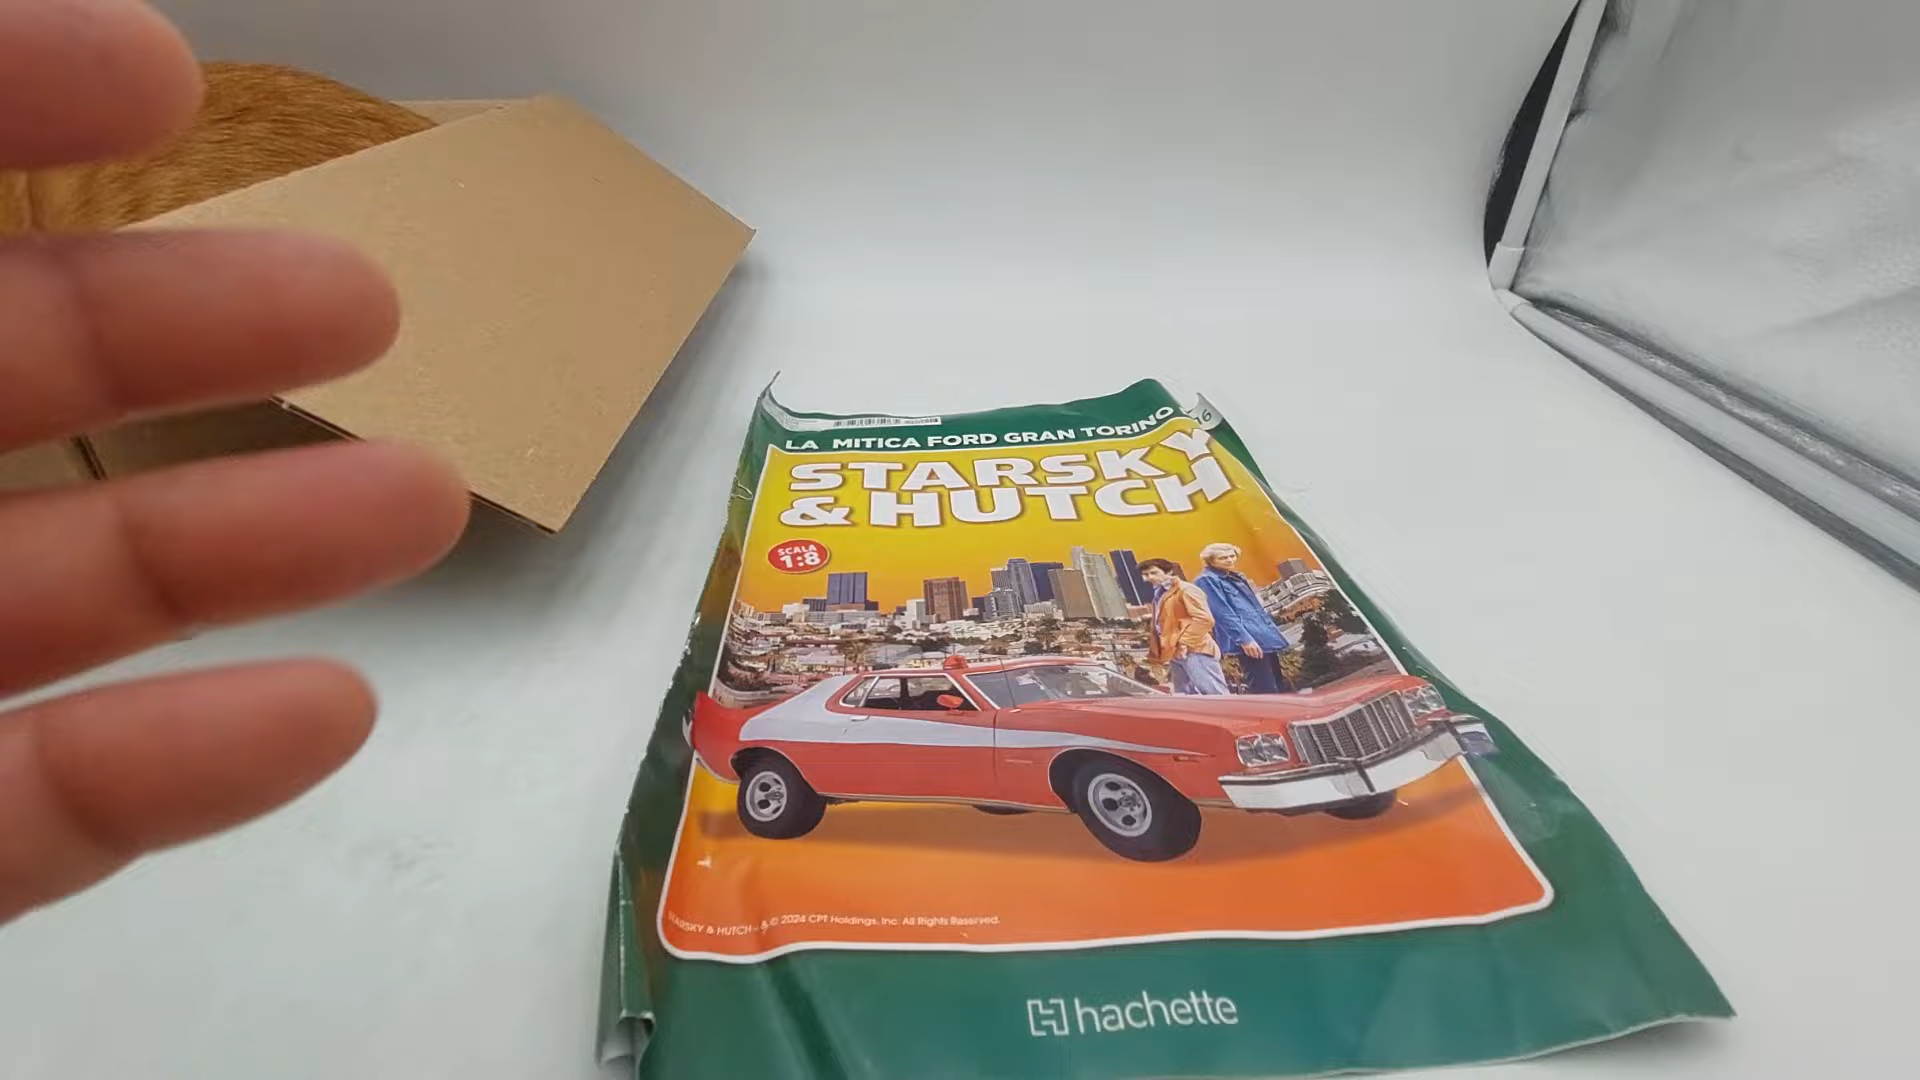 LA MITICA FORD GRAN TORINO
STARSKY
& HUTCH
SCALA
1:8
STARSKY & HUTCH - & © 2024 CPT Holdings, Inc. All Rights Reserved.
hachette